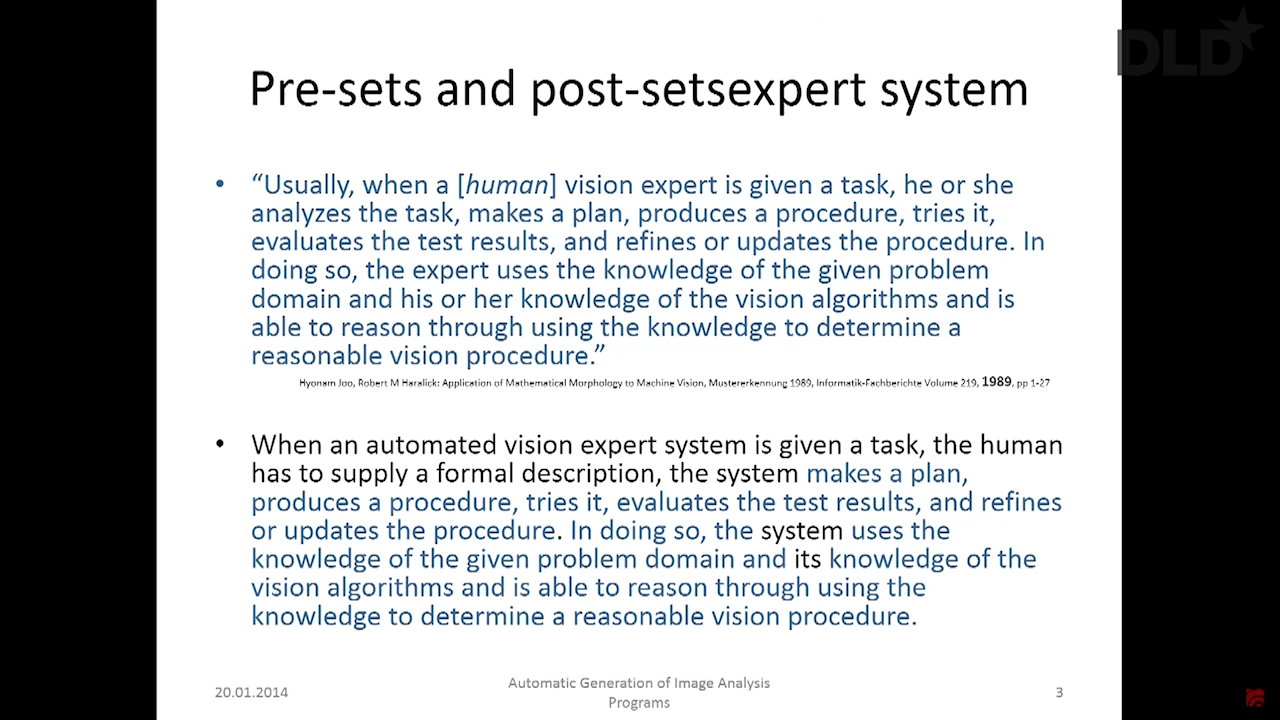 DLD
Pre-sets and post-setsexpert system
• “Usually, when a [human] vision expert is given a task, he or she
analyzes the task, makes a plan, produces a procedure, tries it,
evaluates the test results, and refines or updates the procedure. In
doing so, the expert uses the knowledge of the given problem
domain and his or her knowledge of the vision algorithms and is
able to reason through using the knowledge to determine a
reasonable vision procedure.”
Hyonam Joo, Robert M Haralick: Application of Mathematical Morphology to Machine Vision, Mustererkennung 1989, Informatik-Fachberichte Volume 219, 1989, pp 1-27
• When an automated vision expert system is given a task, the human
has to supply a formal description, the system makes a plan,
produces a procedure, tries it, evaluates the test results, and refines
or updates the procedure. In doing so, the system uses the
knowledge of the given problem domain and its knowledge of the
vision algorithms and is able to reason through using the
knowledge to determine a reasonable vision procedure.
20.01.2014
Automatic Generation of Image Analysis
Programs
3